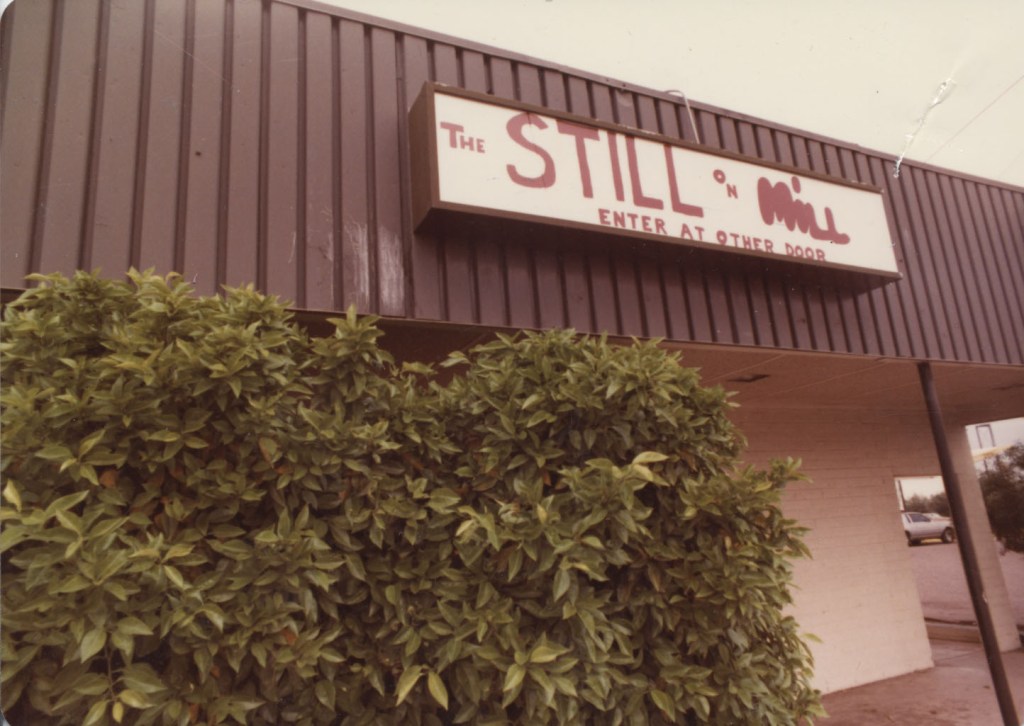 THE STILL ON MILL
ENTER AT OTHER DOOR